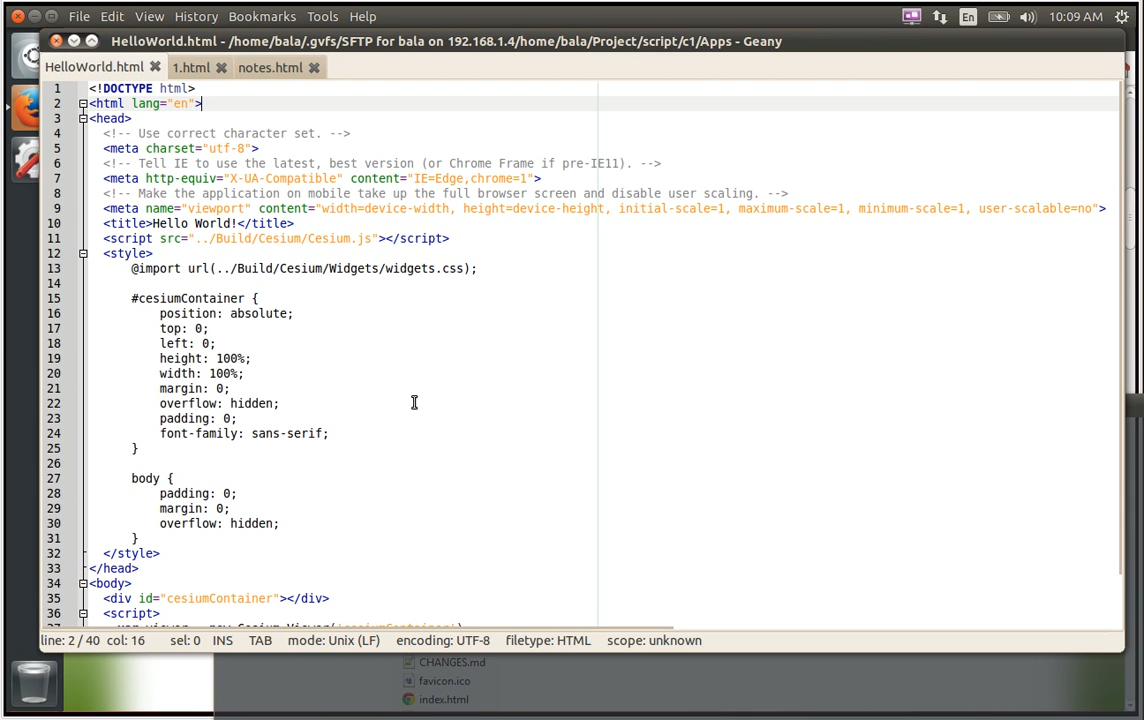 File Edit View History Bookmarks Tools Help En 10:09 AM
HelloWorld.html - /home/bala/.gvfs/SFTP for bala on 192.168.1.4/home/bala/Project/script/c1/Apps - Geany
HelloWorld.html 1.html notes.html
1 <!DOCTYPE html>
2 <html lang="en">
3 <head>
4 <!-- Use correct character set. -->
5 <meta charset="utf-8">
6 <!-- Tell IE to use the latest, best version (or Chrome Frame if pre-IE11). -->
7 <meta http-equiv="X-UA-Compatible" content="IE=Edge,chrome=1">
8 <!-- Make the application on mobile take up the full browser screen and disable user scaling. -->
9 <meta name="viewport" content="width=device-width, height=device-height, initial-scale=1, maximum-scale=1, minimum-scale=1, user-scalable=no">
10 <title>Hello World!</title>
11 <script src="../Build/Cesium/Cesium.js"></script>
12 <style>
13 @import url(../Build/Cesium/Widgets/widgets.css);
14
15 #cesiumContainer {
16 position: absolute;
17 top: 0;
18 left: 0;
19 height: 100%;
20 width: 100%;
21 margin: 0;
22 overflow: hidden;
23 padding: 0;
24 font-family: sans-serif;
25 }
26
27 body {
28 padding: 0;
29 margin: 0;
30 overflow: hidden;
31 }
32 </style>
33 </head>
34 <body>
35 <div id="cesiumContainer"></div>
36 <script>
line: 2 / 40 col: 16 sel: 0 INS TAB mode: Unix (LF) encoding: UTF-8 filetype: HTML scope: unknown
CHANGES.md
favicon.ico
index.html